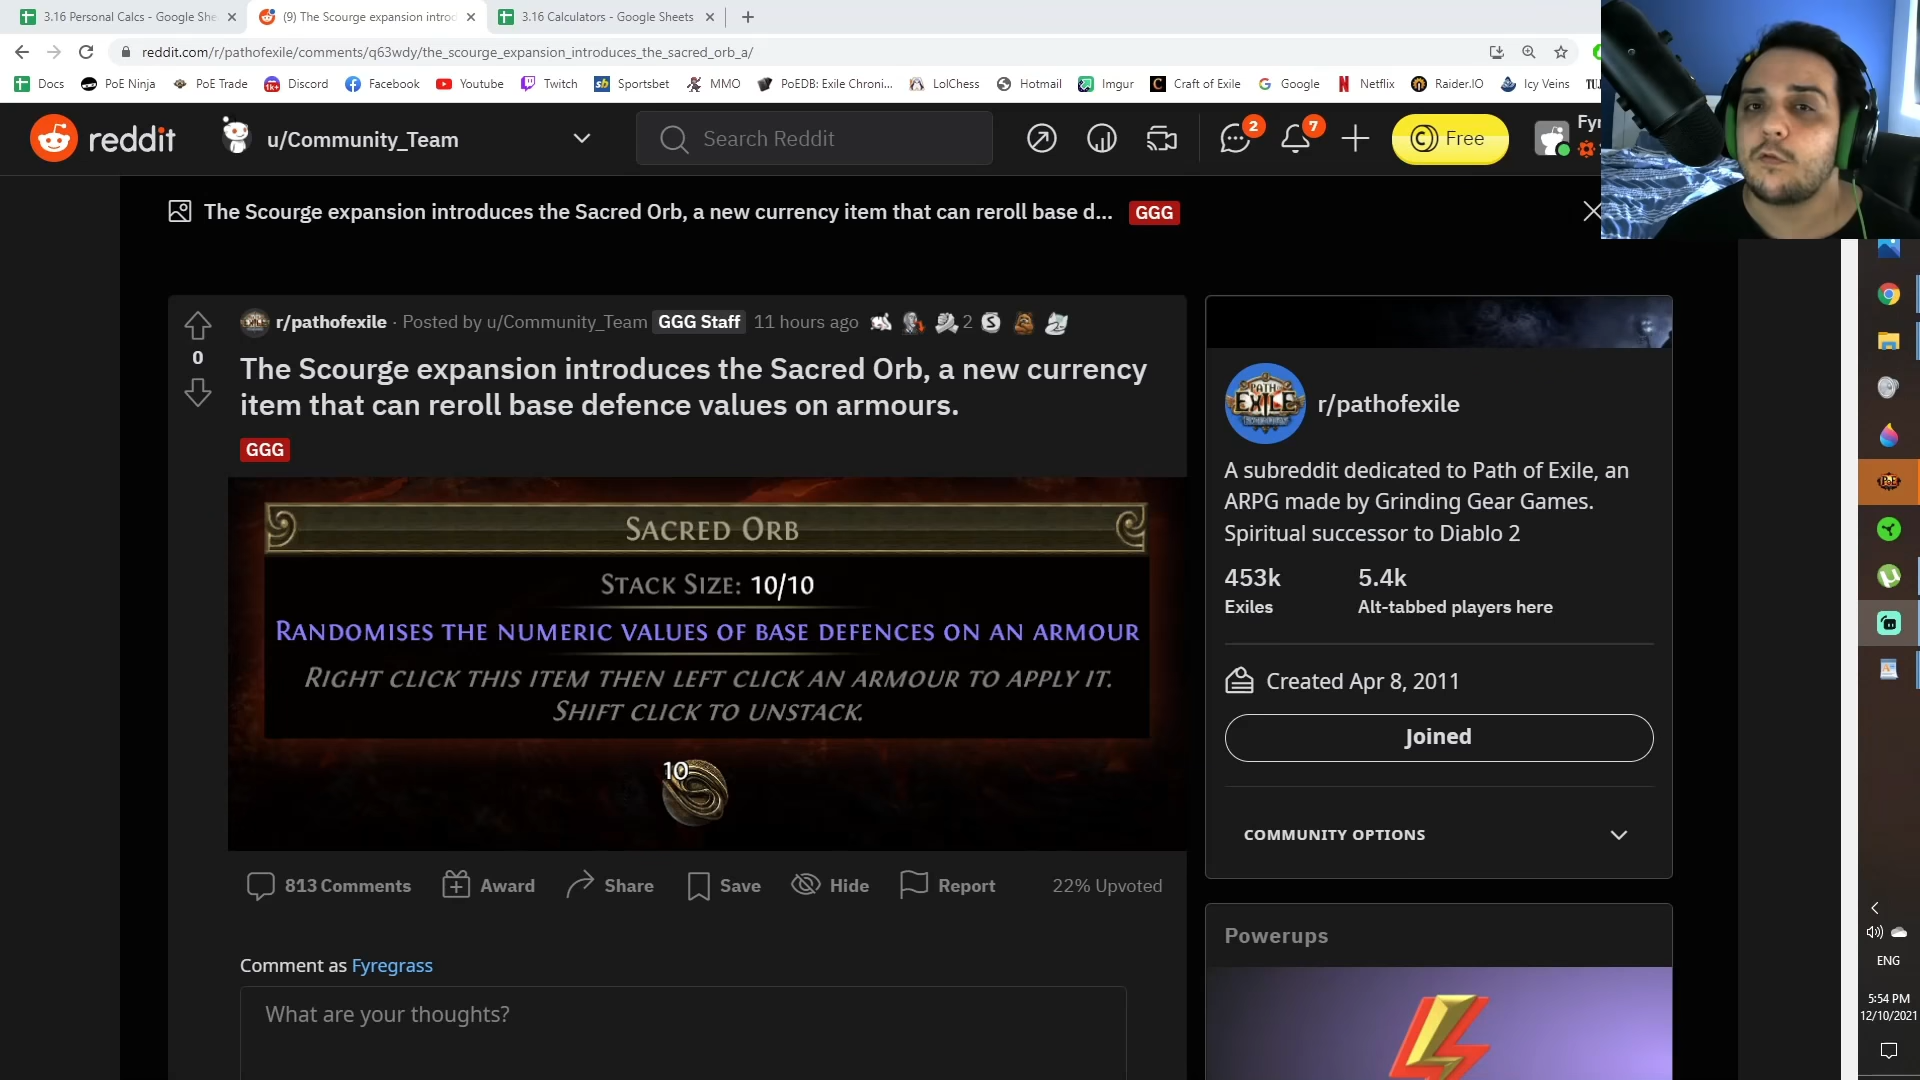 3.16 Personal Calcs - Google She
(9) The Scourge expansion introd
3.16 Calculators - Google Sheets
reddit.com/r/pathofexile/comments/q63wdy/the_scourge_expansion_introduces_the_sacred_orb_a/
Docs
PoE Ninja
PoE Trade
Discord
Facebook
Youtube
Twitch
Sportsbet
MMO
PoEDB: Exile Chroni...
LolChess
Hotmail
Imgur
Craft of Exile
Google
Netflix
Raider.IO
Icy Veins
reddit
u/Community_Team
Search Reddit
2
7
Free
Fyr
The Scourge expansion introduces the Sacred Orb, a new currency item that can reroll base d...
GGG
r/pathofexile · Posted by u/Community_Team GGG Staff 11 hours ago 2
0
The Scourge expansion introduces the Sacred Orb, a new currency
item that can reroll base defence values on armours.
GGG
SACRED ORB
STACK SIZE: 10/10
RANDOMISES THE NUMERIC VALUES OF BASE DEFENCES ON AN ARMOUR
RIGHT CLICK THIS ITEM THEN LEFT CLICK AN ARMOUR TO APPLY IT.
SHIFT CLICK TO UNSTACK.
10
813 Comments
Award
Share
Save
Hide
Report
22% Upvoted
Comment as Fyregrass
What are your thoughts?
PATH OF
EXILE
r/pathofexile
A subreddit dedicated to Path of Exile, an
ARPG made by Grinding Gear Games.
Spiritual successor to Diablo 2
453k
Exiles
5.4k
Alt-tabbed players here
Created Apr 8, 2011
Joined
COMMUNITY OPTIONS
Powerups
ENG
5:54 PM
12/10/2021